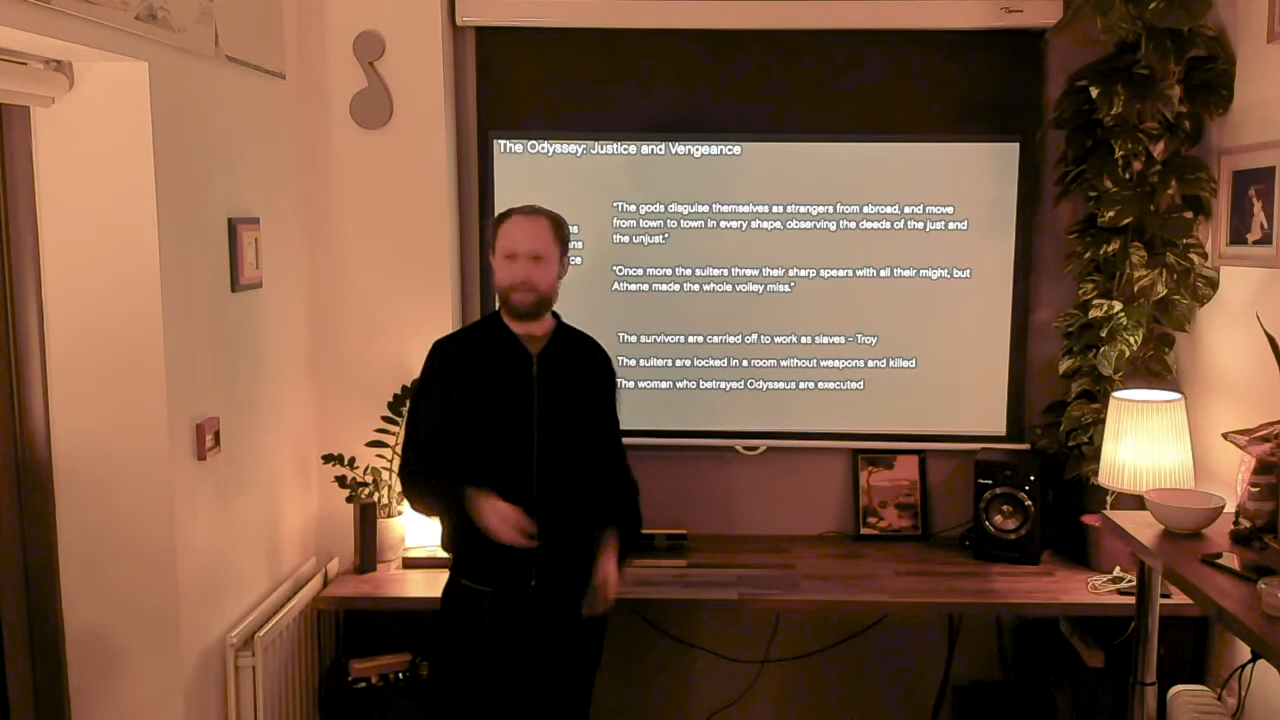 The Odyssey: Justice and Vengeance
"The gods disguise themselves as strangers from abroad, and move
from town to town in every shape, observing the deeds of the just and
the unjust."
"Once more the suiters threw their sharp spears with all their might, but
Athene made the whole volley miss."
The survivors are carried off to work as slaves - Troy
The suiters are locked in a room without weapons and killed
The woman who betrayed Odysseus are executed